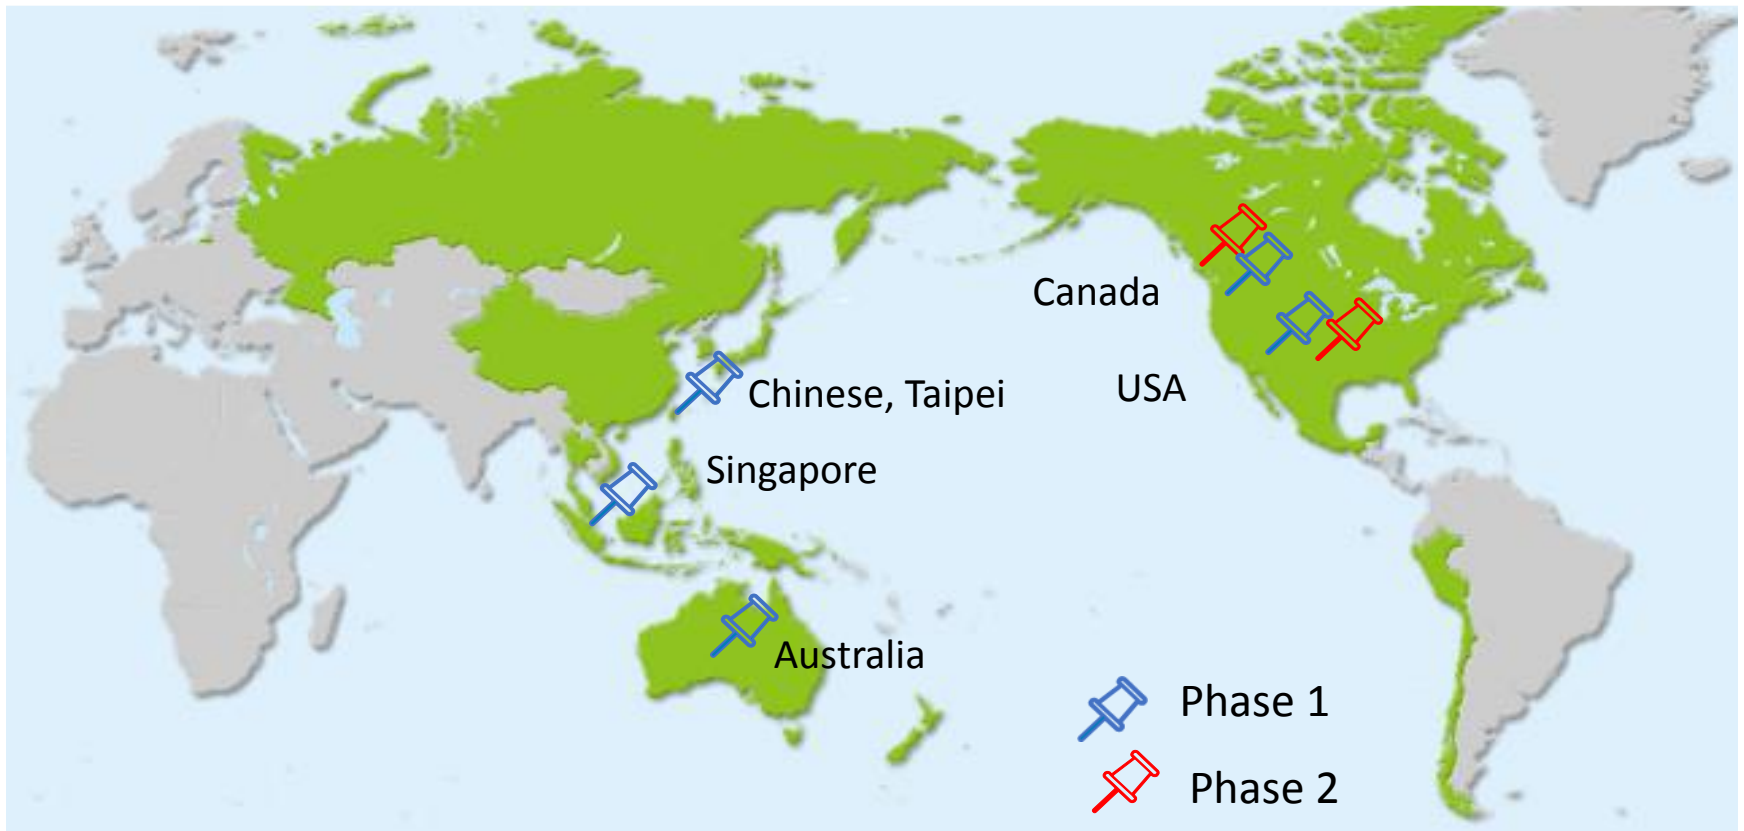 Canada
USA
Chinese, Taipei
Singapore
Australia
Phase 1
Phase 2